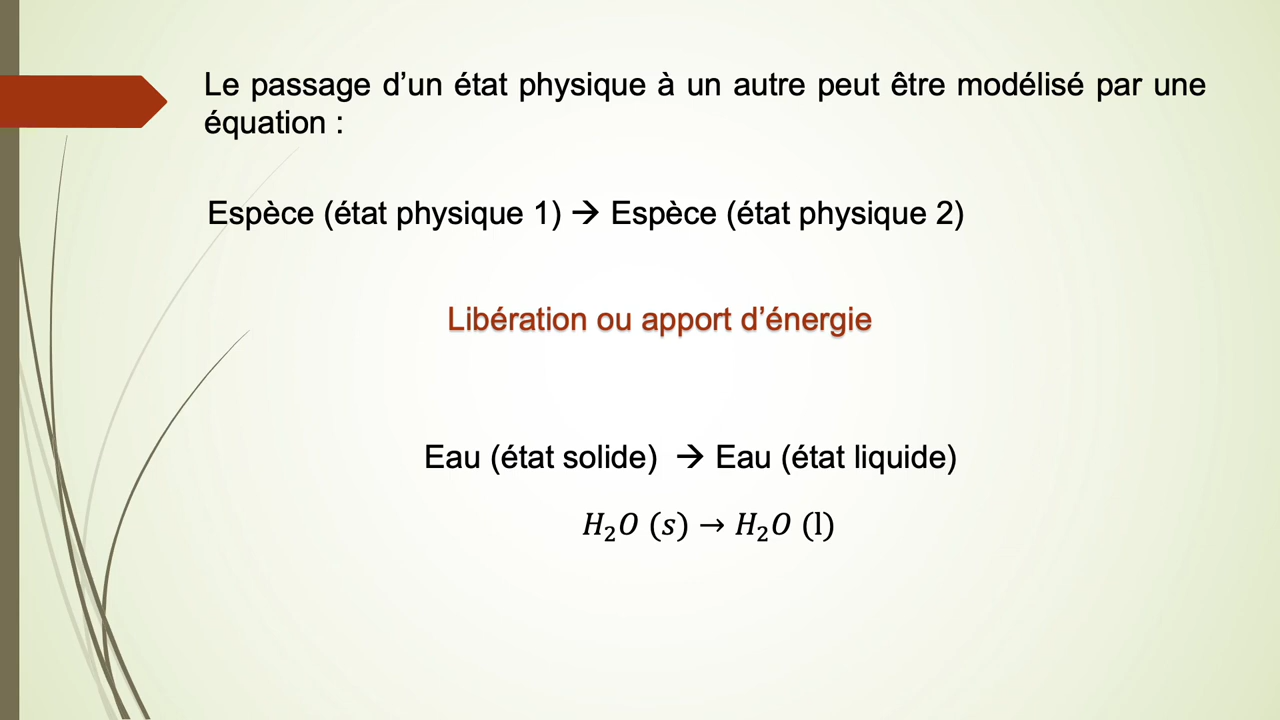 Le passage d’un état physique à un autre peut être modélisé par une
équation :
Espèce (état physique 1) → Espèce (état physique 2)
Libération ou apport d’énergie
Eau (état solide) → Eau (état liquide)
H₂O (s) → H₂O (l)